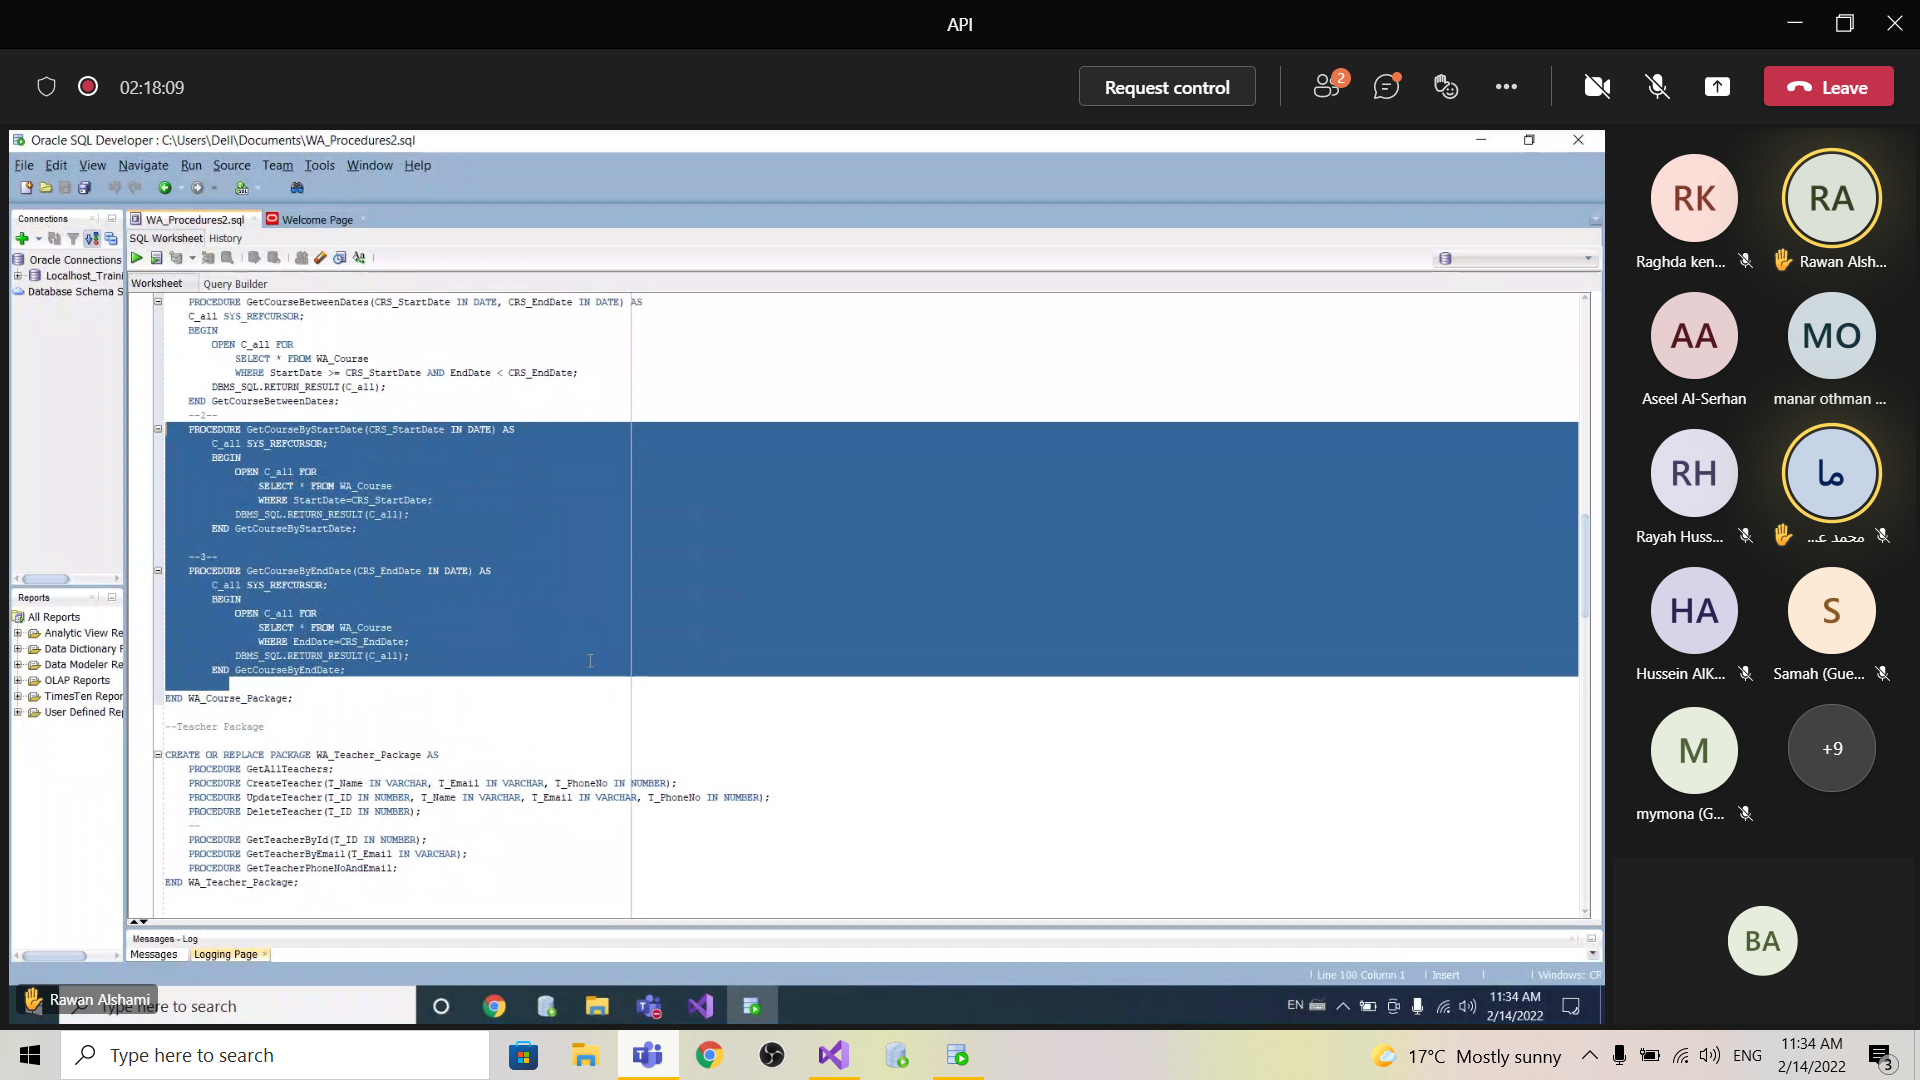 API
02:18:09
Request control
2
Leave
Oracle SQL Developer : C:\Users\Dell\Documents\WA_Procedures2.sql
File Edit View Navigate Run Source Team Tools Window Help
Connections
WA_Procedures2.sql
Welcome Page
SQL Worksheet History
Oracle Connections
Localhost_Traini
Database Schema S
Worksheet Query Builder
PROCEDURE GetCourseBetweenDates(CRS_StartDate IN DATE, CRS_EndDate IN DATE) AS
C_all SYS_REFCURSOR;
BEGIN
OPEN C_all FOR
SELECT * FROM WA_Course
WHERE StartDate >= CRS_StartDate AND EndDate < CRS_EndDate;
DBMS_SQL.RETURN_RESULT(C_all);
END GetCourseBetweenDates;
--2--
PROCEDURE GetCourseByStartDate(CRS_StartDate IN DATE) AS
C_all SYS_REFCURSOR;
BEGIN
OPEN C_all FOR
SELECT * FROM WA_Course
WHERE StartDate=CRS_StartDate;
DBMS_SQL.RETURN_RESULT(C_all);
END GetCourseByStartDate;
--3--
PROCEDURE GetCourseByEndDate(CRS_EndDate IN DATE) AS
C_all SYS_REFCURSOR;
BEGIN
OPEN C_all FOR
SELECT * FROM WA_Course
WHERE EndDate=CRS_EndDate;
DBMS_SQL.RETURN_RESULT(C_all);
END GetCourseByEndDate;
END WA_Course_Package;
--Teacher Package
CREATE OR REPLACE PACKAGE WA_Teacher_Package AS
PROCEDURE GetAllTeachers;
PROCEDURE CreateTeacher(T_Name IN VARCHAR, T_Email IN VARCHAR, T_PhoneNo IN NUMBER);
PROCEDURE UpdateTeacher(T_ID IN NUMBER, T_Name IN VARCHAR, T_Email IN VARCHAR, T_PhoneNo IN NUMBER);
PROCEDURE DeleteTeacher(T_ID IN NUMBER);
--
PROCEDURE GetTeacherById(T_ID IN NUMBER);
PROCEDURE GetTeacherByEmail(T_Email IN VARCHAR);
PROCEDURE GetTeacherPhoneNoAndEmail;
END WA_Teacher_Package;
Reports
All Reports
Analytic View Re
Data Dictionary F
Data Modeler Re
OLAP Reports
TimesTen Repor
User Defined Rep
Messages - Log
Messages Logging Page
Line 100 Column 1 Insert Windows: CR
Rawan Alshami
Type here to search
EN
11:34 AM
2/14/2022
RK
Raghda ken...
RA
Rawan Alsh...
AA
Aseel Al-Serhan
MO
manar othman ...
RH
Rayah Huss...
ما
محمد عـ...
HA
Hussein AlK...
S
Samah (Gue...
M
mymona (G...
+9
BA
Type here to search
17°C Mostly sunny
ENG
11:34 AM
2/14/2022
3